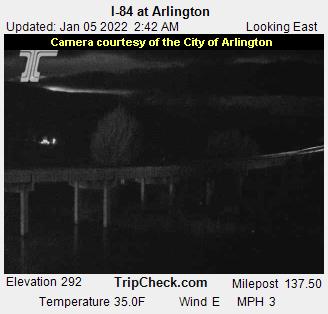 I-84 at Arlington
Updated: Jan 05 2022 2:42 AM Looking East
Camera courtesy of the City of Arlington
Elevation 292 TripCheck.com Milepost 137.50
Temperature 35.0F Wind E MPH 3